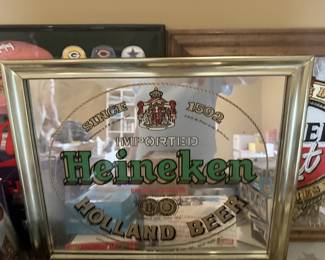 SINCE 1592
IMPORTED
Heineken
HOLLAND BEER